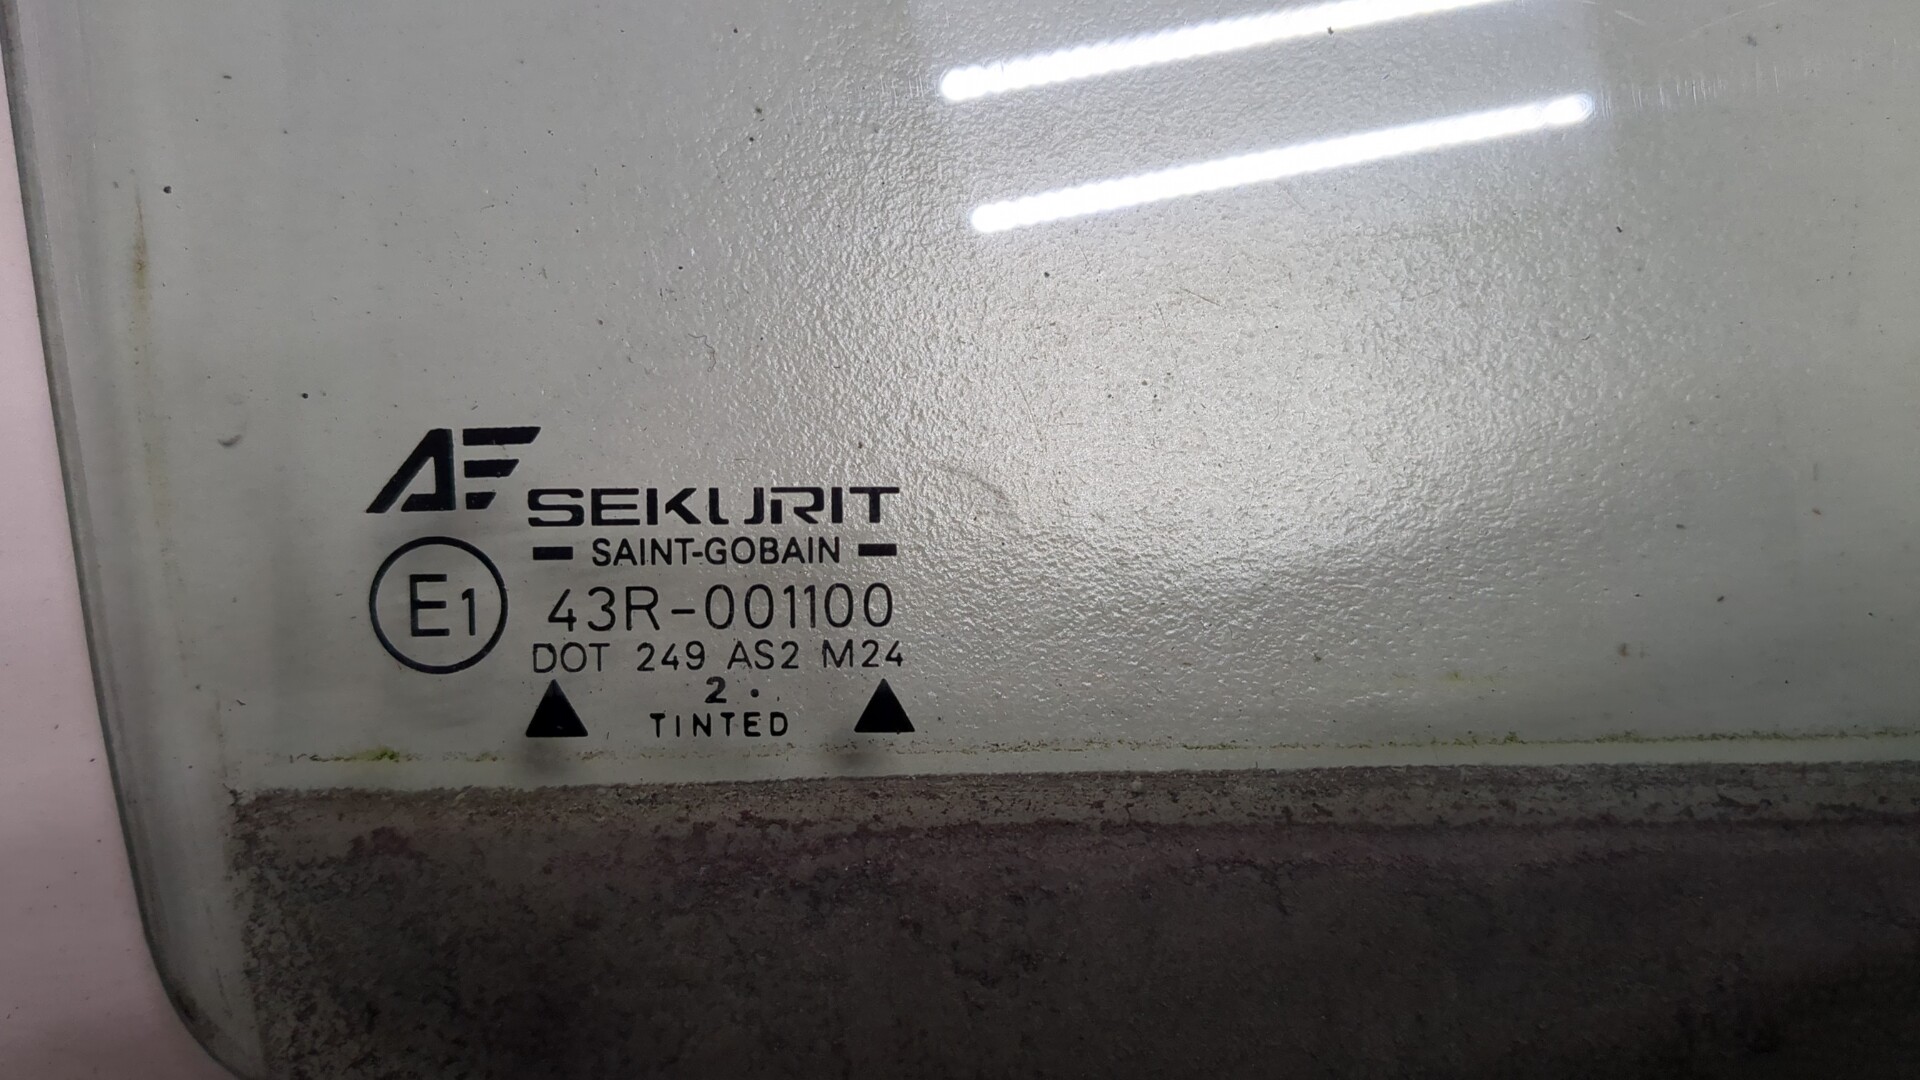 AF
SEKURIT
SAINT-GOBAIN
E1 43R-001100
DOT 249 AS2 M24
2 .
TINTED